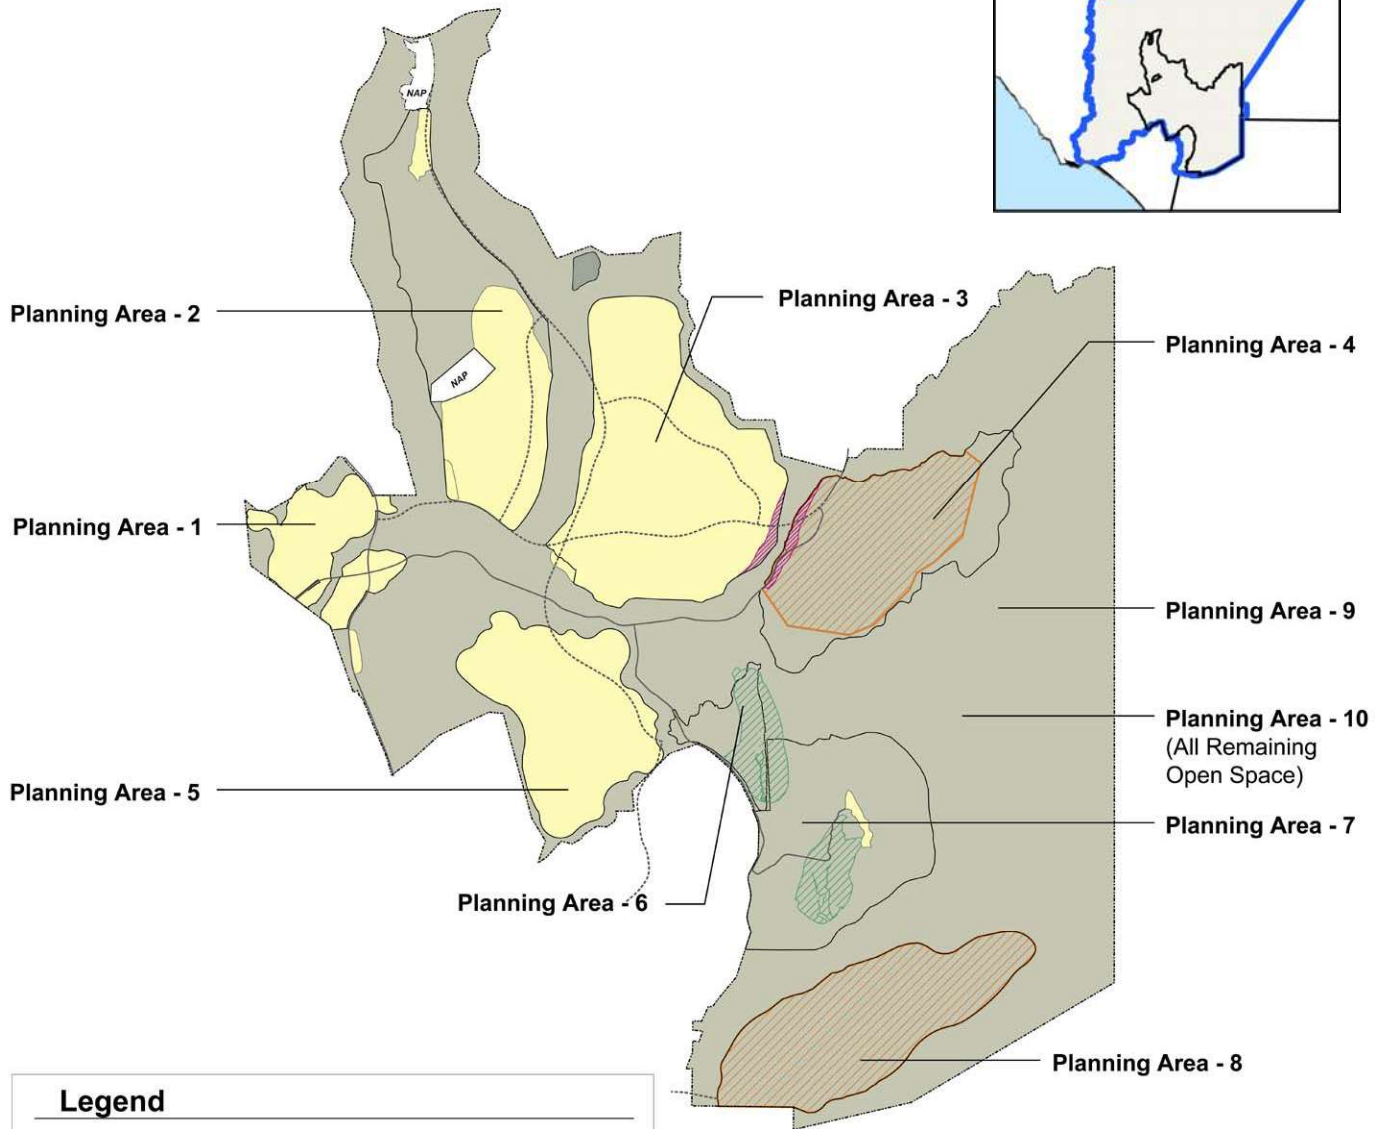 NAP
Planning Area - 2
Planning Area - 3
Planning Area - 4
NAP
Planning Area - 1
Planning Area - 9
Planning Area - 10
(All Remaining
Open Space)
Planning Area - 5
Planning Area - 7
Planning Area - 6
Planning Area - 8
Legend